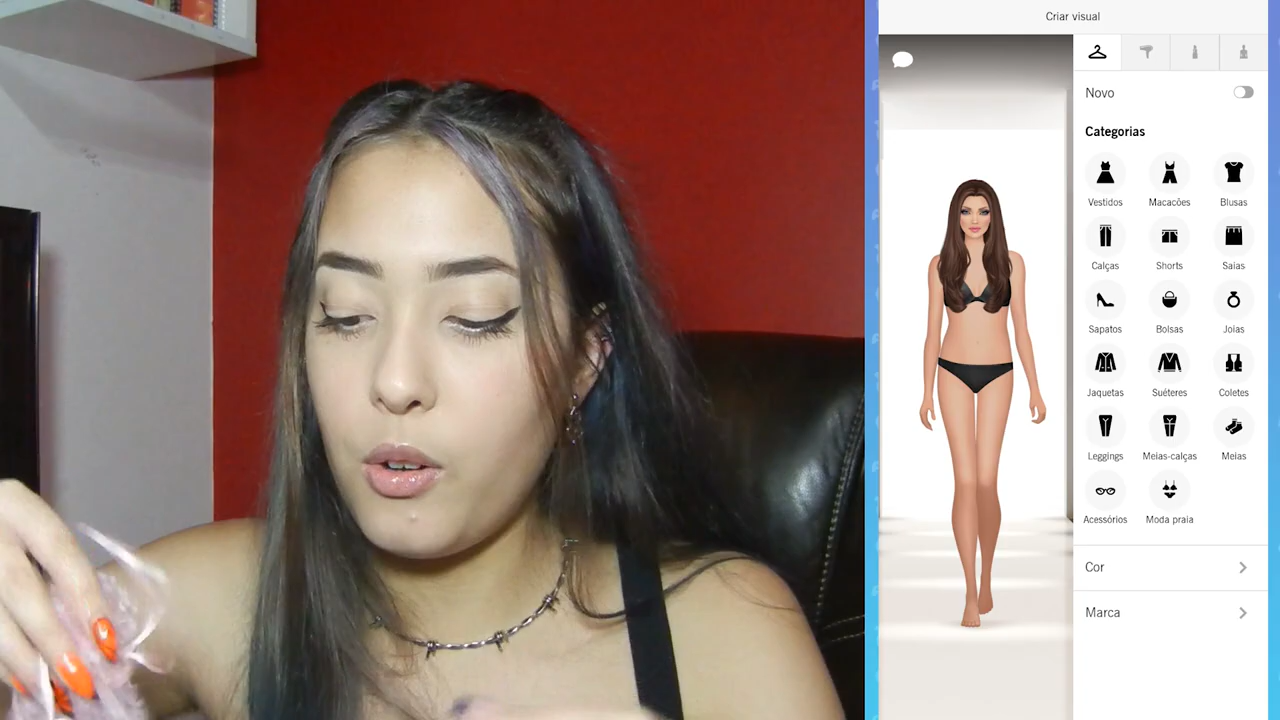 Criar visual
Novo
Categorias
Vestidos Macacões Blusas
Calças Shorts Saias
Sapatos Bolsas Joias
Jaquetas Suéteres Coletes
Leggings Meias-calças Meias
Acessórios Moda praia
Cor
Marca